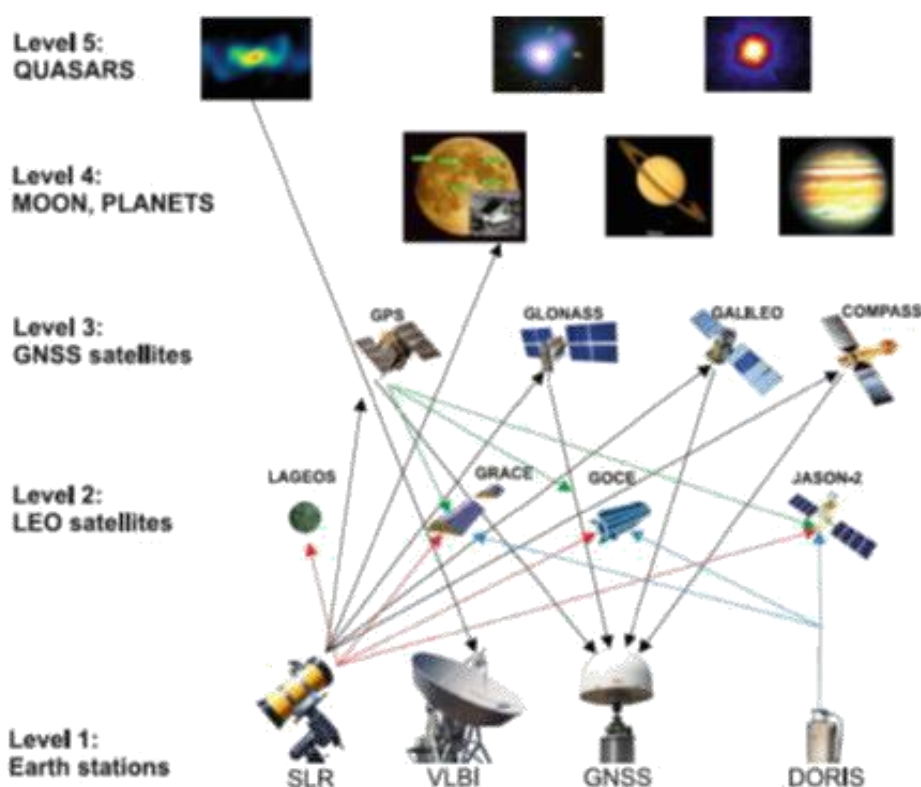 Level 5:
QUASARS
Level 4:
MOON, PLANETS
Level 3:
GNSS satellites
GPS
GLONASS
GALILEO
COMPASS
Level 2:
LEO satellites
LAGEOS
GRACE
GOCE
JASON-2
Level 1:
Earth stations
SLR
VLBI
GNSS
DORIS